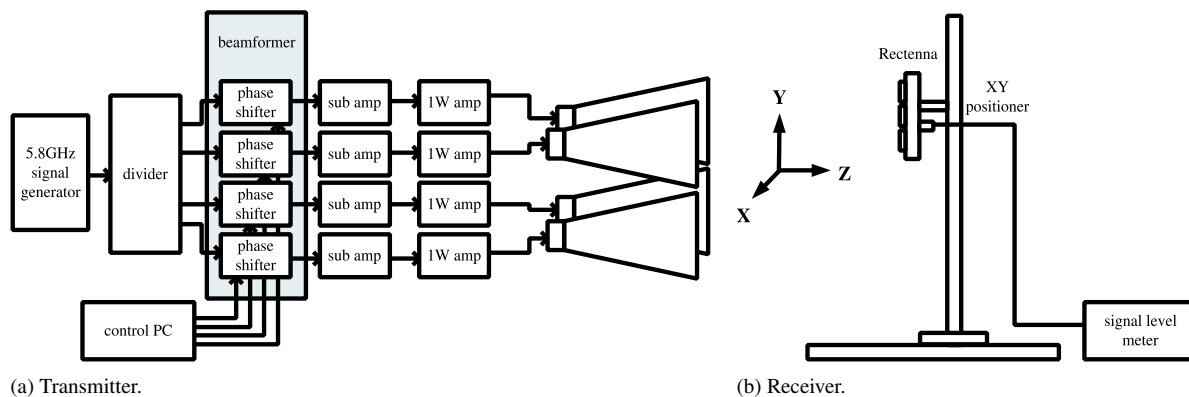 beamformer
5.8GHz
signal
generator
divider
phase
shifter
sub amp
1W amp
phase
shifter
sub amp
1W amp
phase
shifter
sub amp
1W amp
phase
shifter
sub amp
1W amp
control PC
Y
Z
X
Rectenna
XY
positioner
signal level
meter
(a) Transmitter.
(b) Receiver.